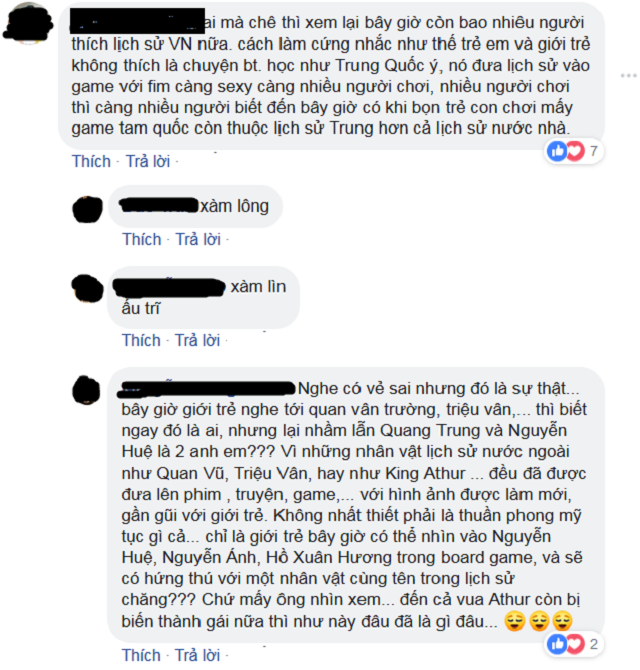 ai mà chê thì xem lại bây giờ còn bao nhiêu người
thích lịch sử VN nữa. cách làm cứng nhắc như thế trẻ em và giới trẻ
không thích là chuyện bt. học như Trung Quốc ý, nó đưa lịch sử vào
game với fim càng sexy càng nhiều người chơi, nhiều người chơi
thì càng nhiều người biết đến bây giờ có khi bọn trẻ con chơi mấy
game tam quốc còn thuộc lịch sử Trung hơn cả lịch sử nước nhà.
7
Thích · Trả lời ·
xàm lông
Thích · Trả lời ·
xàm lìn
ấu trĩ
Thích · Trả lời ·
Nghe có vẻ sai nhưng đó là sự thật...
bây giờ giới trẻ nghe tới quan vân trường, triệu vân,... thì biết
ngay đó là ai, nhưng lại nhầm lẫn Quang Trung và Nguyễn
Huệ là 2 anh em??? Vì những nhân vật lịch sử nước ngoài
như Quan Vũ, Triệu Vân, hay như King Athur ... đều đã được
đưa lên phim , truyện, game,... với hình ảnh được làm mới,
gần gũi với giới trẻ. Không nhất thiết phải là thuần phong mỹ
tục gì cả... chỉ là giới trẻ bây giờ có thể nhìn vào Nguyễn
Huệ, Nguyễn Ánh, Hồ Xuân Hương trong board game, và sẽ
có hứng thú với một nhân vật cùng tên trong lịch sử
chăng??? Chứ mấy ông nhìn xem... đến cả vua Athur còn bị
biến thành gái nữa thì như này đâu đã là gì đâu... 😌😌😌
2
Thích · Trả lời ·